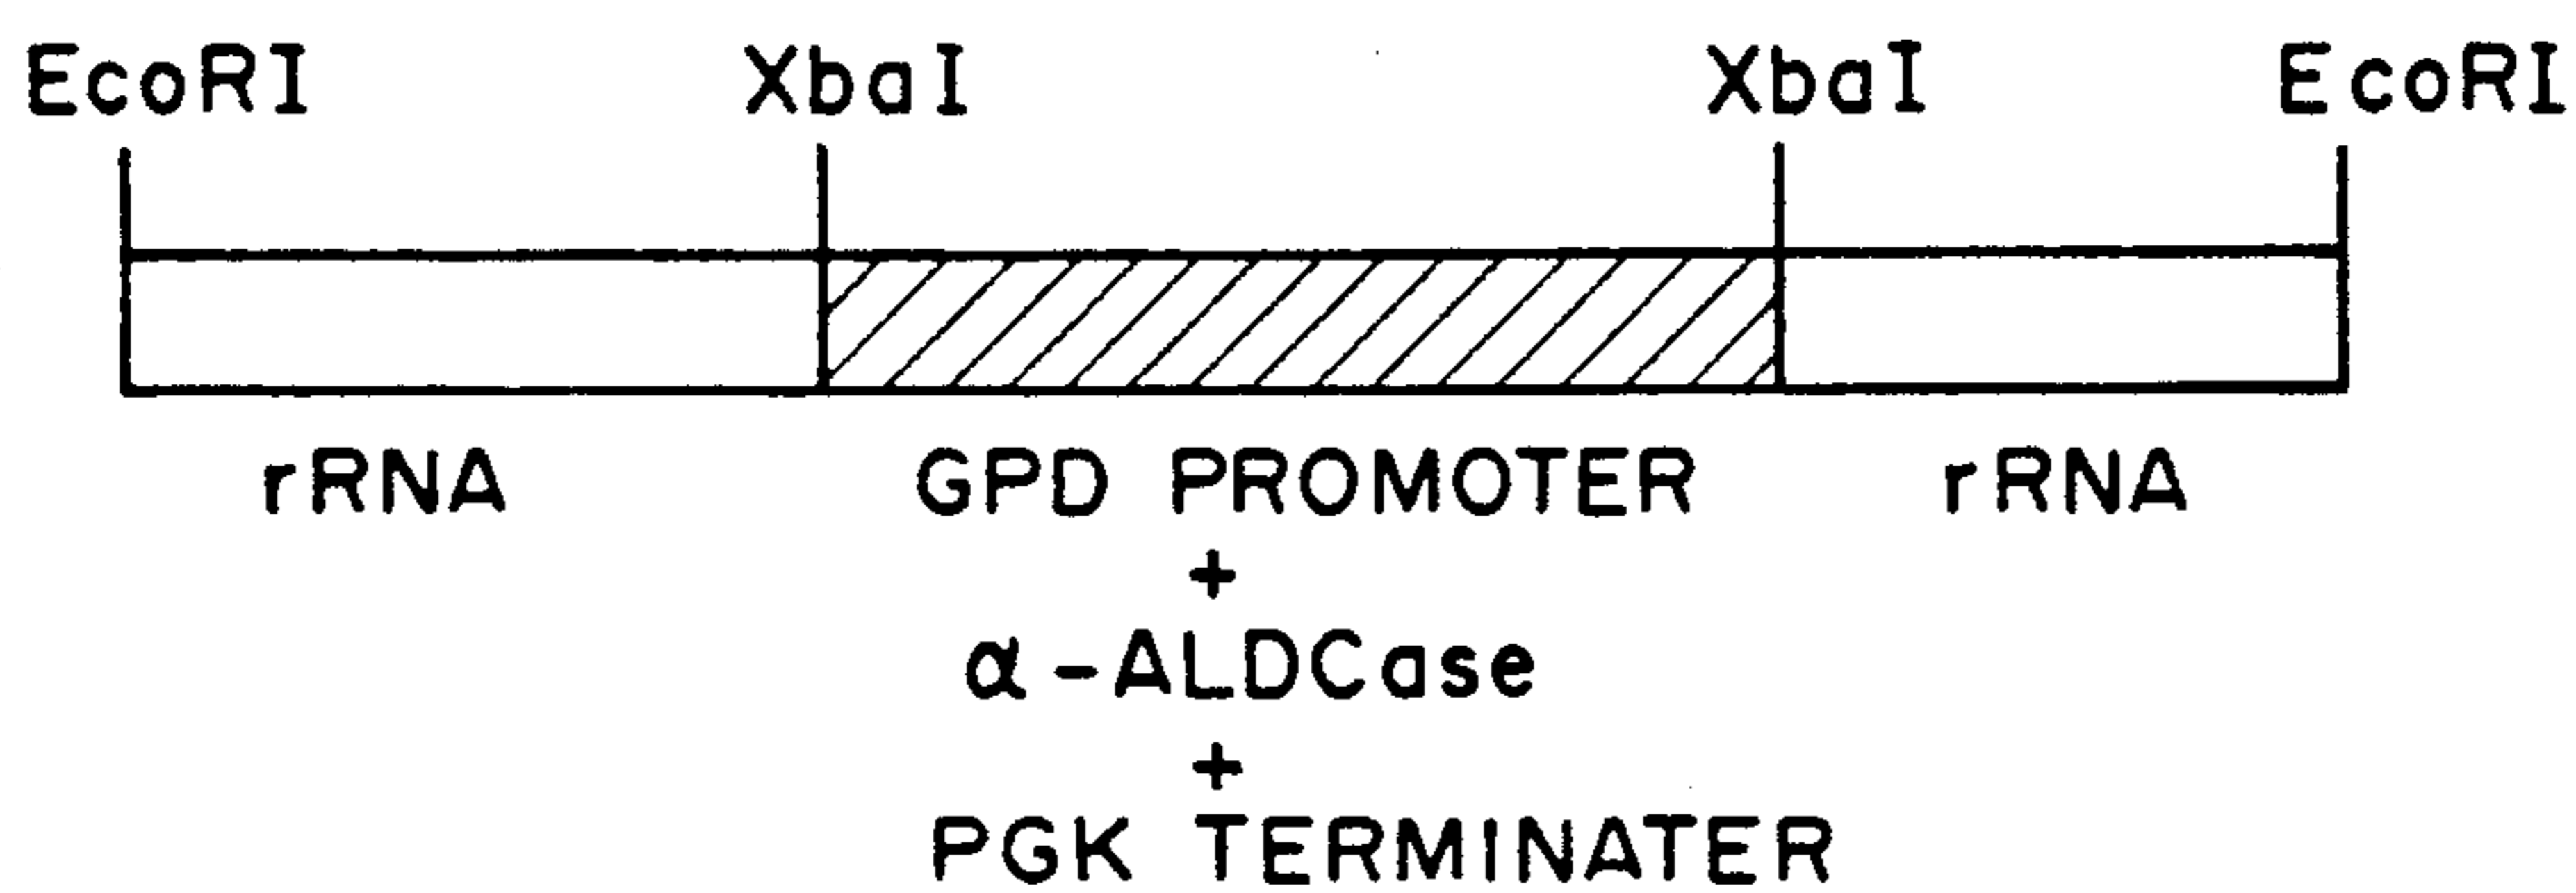 EcoRI XbaI XbaI EcoRI
rRNA GPD PROMOTER rRNA
+
α-ALDCase
+
PGK TERMINATER